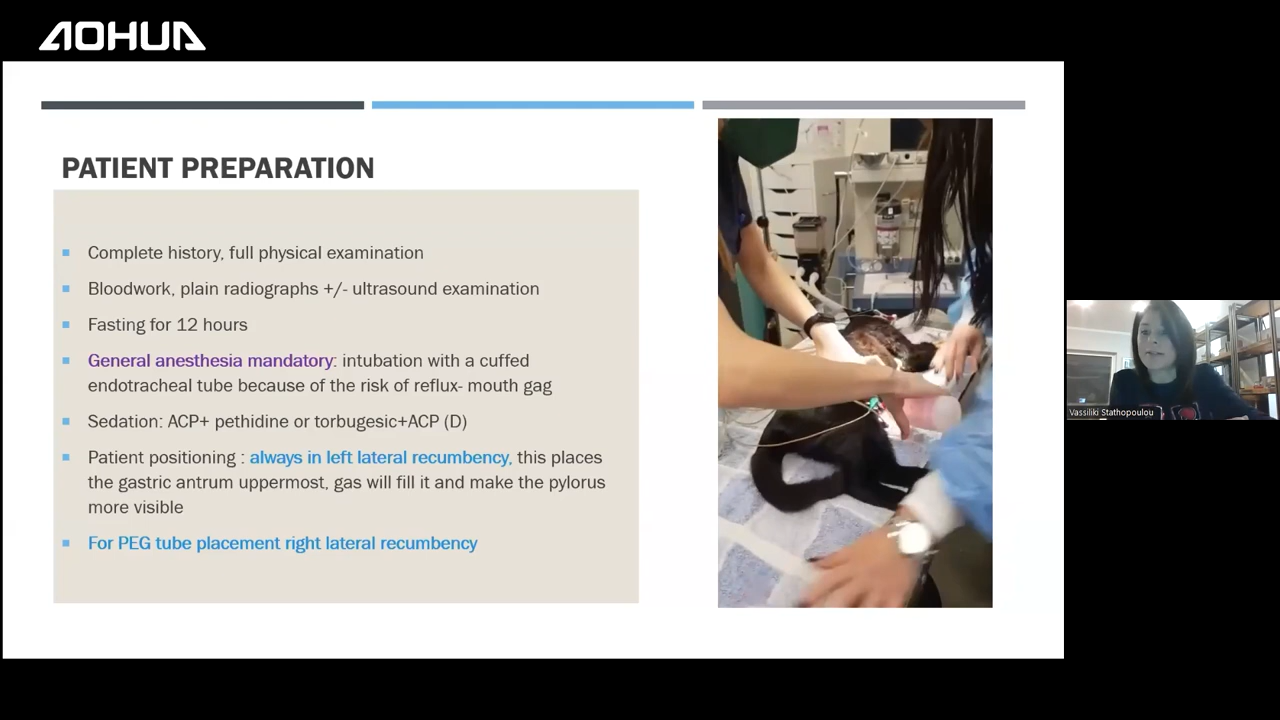 AOHUA
PATIENT PREPARATION
Complete history, full physical examination
Bloodwork, plain radiographs +/- ultrasound examination
Fasting for 12 hours
General anesthesia mandatory: intubation with a cuffed
endotracheal tube because of the risk of reflux- mouth gag
Sedation: ACP+ pethidine or torbugesic+ACP (D)
Patient positioning : always in left lateral recumbency, this places
the gastric antrum uppermost, gas will fill it and make the pylorus
more visible
For PEG tube placement right lateral recumbency
Vassiliki Stathopoulou